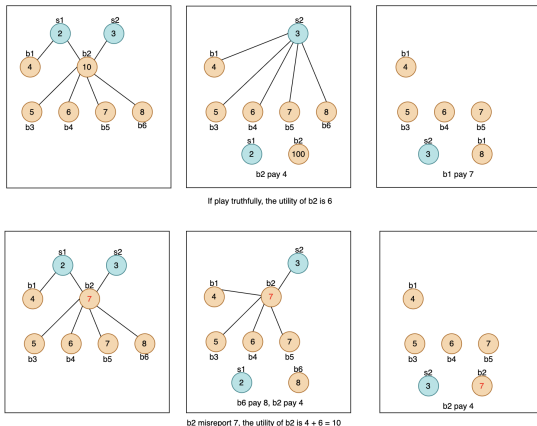 s1 s2
2 3
b1 b2
4 10
5 6 7 8
b3 b4 b5 b6
s2
3
b1
4
5 6 7 8
b3 b4 b5 b6
s1 b2
2 100
b2 pay 4
b1
4
5 6 7
b3 b4 b5
s2 b1
3 8
b1 pay 7
If play truthfully, the utility of b2 is 6
s1 s2
2 3
b1 b2
4 7
5 6 7 8
b3 b4 b5 b6
s2
3
b1 b2
4 7
5 6 7
b3 b4 b5
s1 b6
2 8
b6 pay 8, b2 pay 4
b1
4
5 6 7
b3 b4 b5
s2 b2
3 7
b2 pay 4
b2 misreport 7, the utility of b2 is 4 + 6 = 10